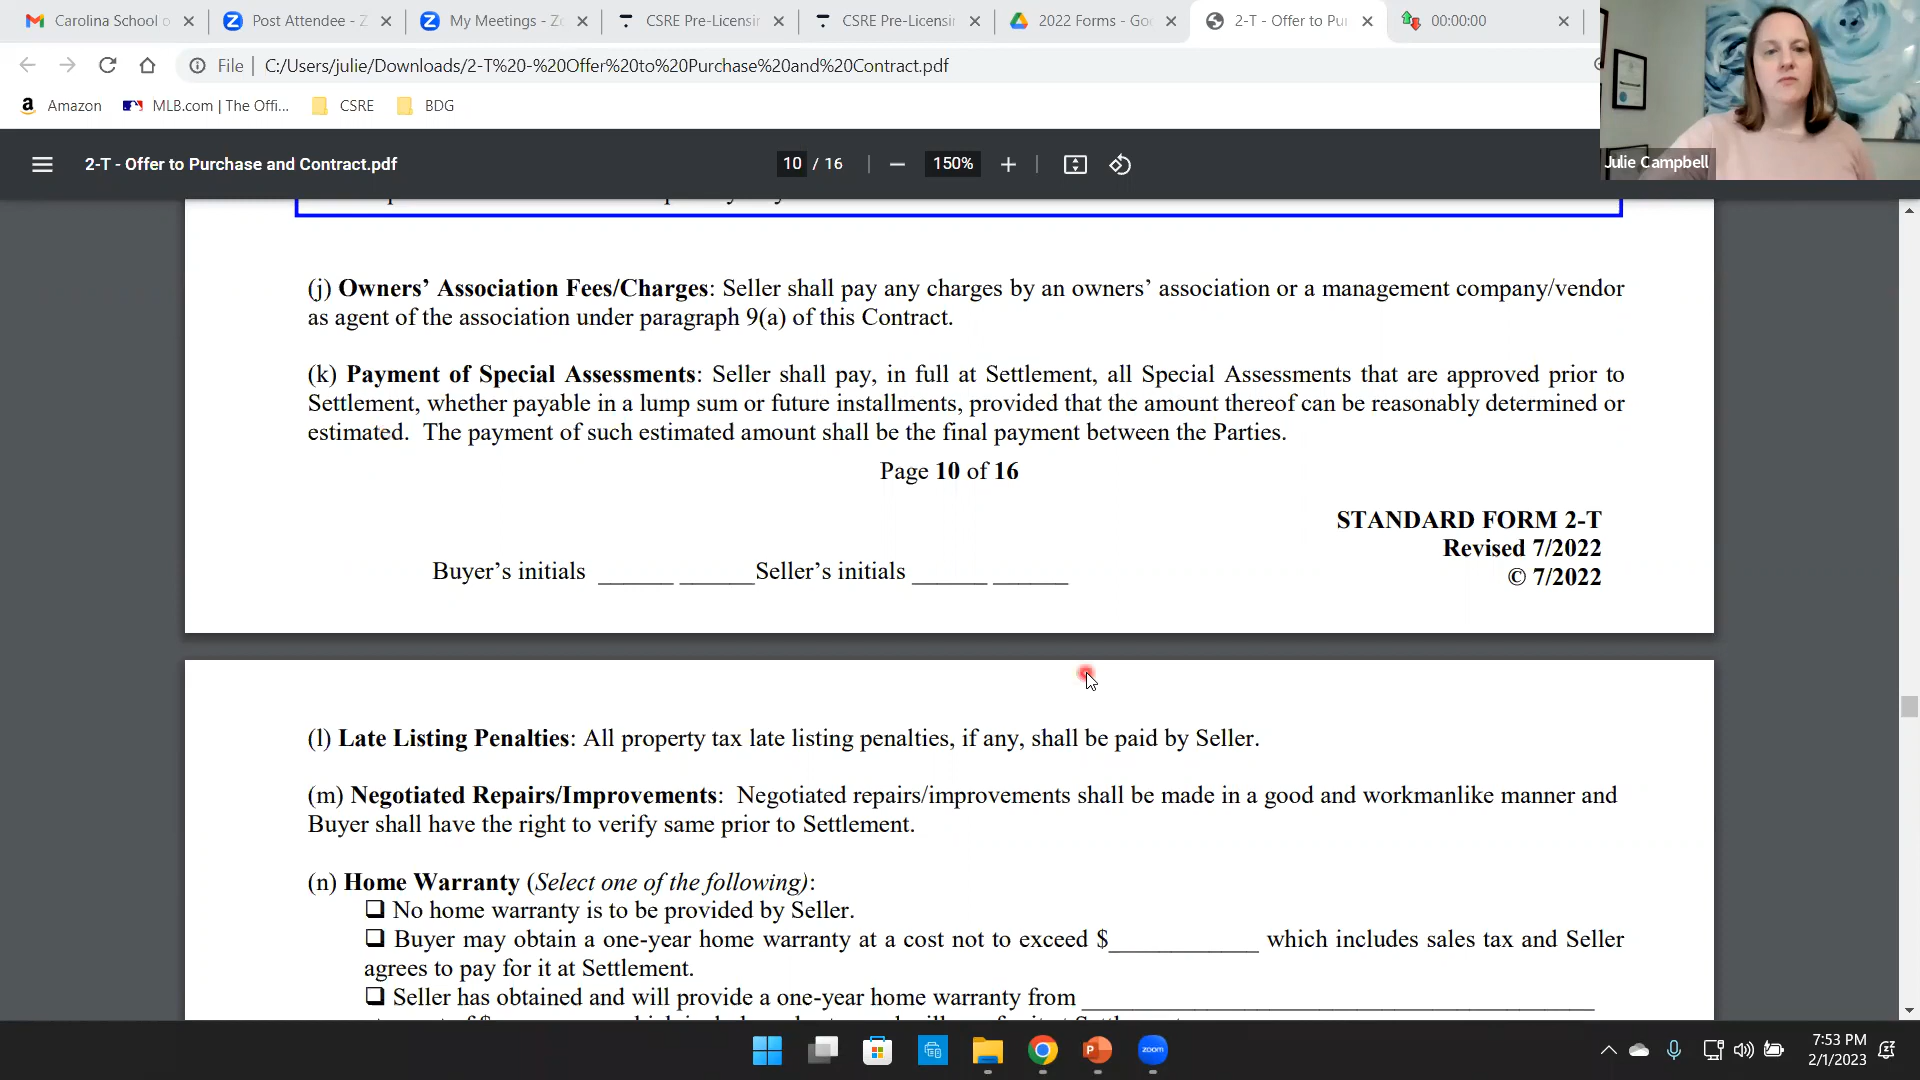 Carolina School o
Post Attendee - Z
My Meetings - Zo
CSRE Pre-Licensin
CSRE Pre-Licensin
2022 Forms - Goo
2-T - Offer to Pu
00:00:00
File | C:/Users/julie/Downloads/2-T%20-%20Offer%20to%20Purchase%20and%20Contract.pdf
Amazon
MLB.com | The Offi...
CSRE
BDG
Julie Campbell
2-T - Offer to Purchase and Contract.pdf
10 / 16
150%
(j) Owners’ Association Fees/Charges: Seller shall pay any charges by an owners’ association or a management company/vendor
as agent of the association under paragraph 9(a) of this Contract.
(k) Payment of Special Assessments: Seller shall pay, in full at Settlement, all Special Assessments that are approved prior to
Settlement, whether payable in a lump sum or future installments, provided that the amount thereof can be reasonably determined or
estimated. The payment of such estimated amount shall be the final payment between the Parties.
Page 10 of 16
STANDARD FORM 2-T
Revised 7/2022
© 7/2022
Buyer’s initials ______ ______ Seller’s initials ______ ______
(l) Late Listing Penalties: All property tax late listing penalties, if any, shall be paid by Seller.
(m) Negotiated Repairs/Improvements: Negotiated repairs/improvements shall be made in a good and workmanlike manner and
Buyer shall have the right to verify same prior to Settlement.
(n) Home Warranty (Select one of the following):
❑ No home warranty is to be provided by Seller.
❑ Buyer may obtain a one-year home warranty at a cost not to exceed $____________ which includes sales tax and Seller
agrees to pay for it at Settlement.
❑ Seller has obtained and will provide a one-year home warranty from ________________________________________
zoom
7:53 PM
2/1/2023